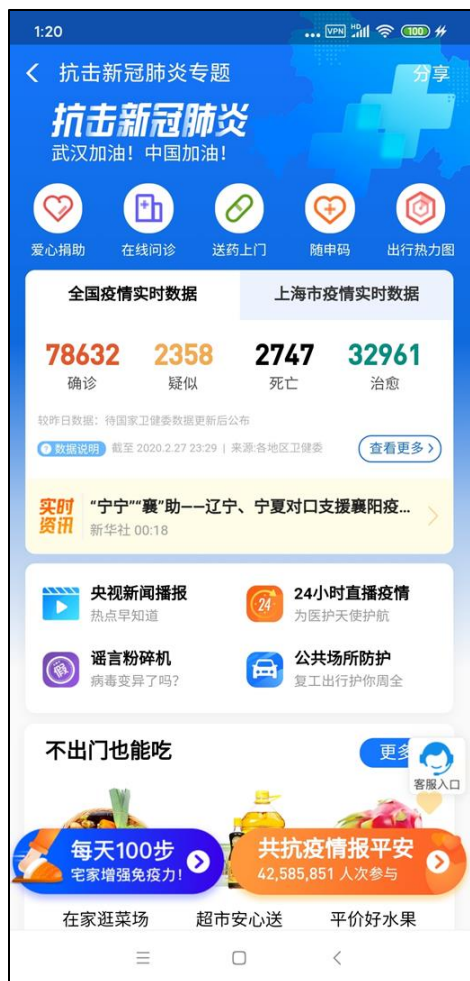 1:20
... VPN HD 100
抗击新冠肺炎专题
分享
抗击新冠肺炎
武汉加油！中国加油！
爱心捐助 在线问诊 送药上门 随申码 出行热力图
全国疫情实时数据 上海市疫情实时数据
78632 2358 2747 32961
确诊 疑似 死亡 治愈
较昨日数据：待国家卫健委数据更新后公布
? 数据说明 截至 2020.2.27 23:29 | 来源:各地区卫健委 查看更多
实时资讯
“宁宁”“襄”助——辽宁、宁夏对口支援襄阳疫...
新华社 00:18
央视新闻播报 24 24小时直播疫情
热点早知道 为医护天使护航
假 谣言粉碎机 公共场所防护
病毒变异了吗? 复工出行护你周全
不出门也能吃 更多
客服入口
每天100步 共抗疫情报平安
宅家增强免疫力! 42,585,851 人次参与
在家逛菜场 超市安心送 平价好水果